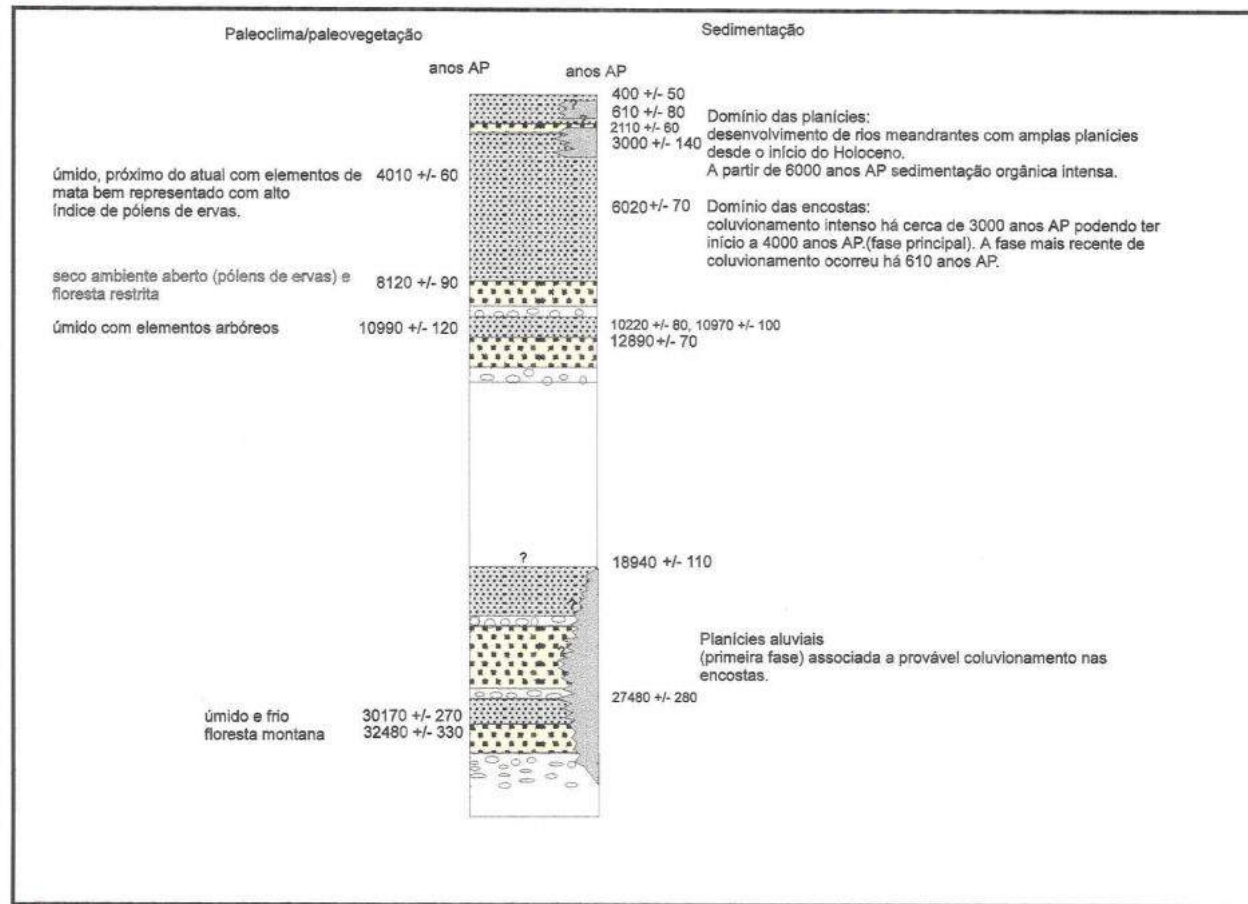 Paleoclima/paleovegetação
Sedimentação
anos AP
anos AP
400 +/- 50
?
610 +/- 80
?
2110 +/- 60
3000 +/- 140
Domínio das planícies:
desenvolvimento de rios meandrantes com amplas planícies
desde o início do Holoceno.
A partir de 6000 anos AP sedimentação orgânica intensa.
úmido, próximo do atual com elementos de
mata bem representado com alto
índice de pólens de ervas.
4010 +/- 60
6020 +/- 70
Domínio das encostas:
coluvionamento intenso há cerca de 3000 anos AP podendo ter
início a 4000 anos AP.(fase principal). A fase mais recente de
coluvionamento ocorreu há 610 anos AP.
seco ambiente aberto (pólens de ervas) e
floresta restrita
8120 +/- 90
úmido com elementos arbóreos
10990 +/- 120
10220 +/- 80, 10970 +/- 100
12890 +/- 70
?
18940 +/- 110
?
?
Planícies aluviais
(primeira fase) associada a provável coluvionamento nas
encostas.
27480 +/- 280
úmido e frio
floresta montana
30170 +/- 270
32480 +/- 330